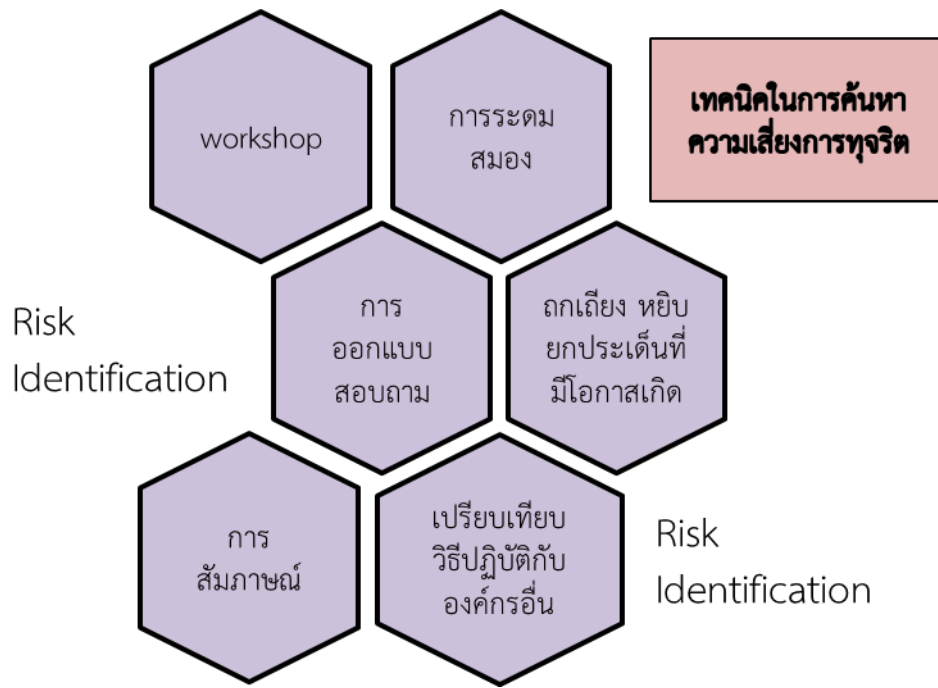 workshop
การระดม
สมอง
เทคนิคในการค้นหา
ความเสี่ยงการทุจริต
Risk
Identification
การ
ออกแบบ
สอบถาม
ถกเถียง หยิบ
ยกประเด็นที่
มีโอกาสเกิด
การ
สัมภาษณ์
เปรียบเทียบ
วิธีปฏิบัติกับ
องค์กรอื่น
Risk
Identification